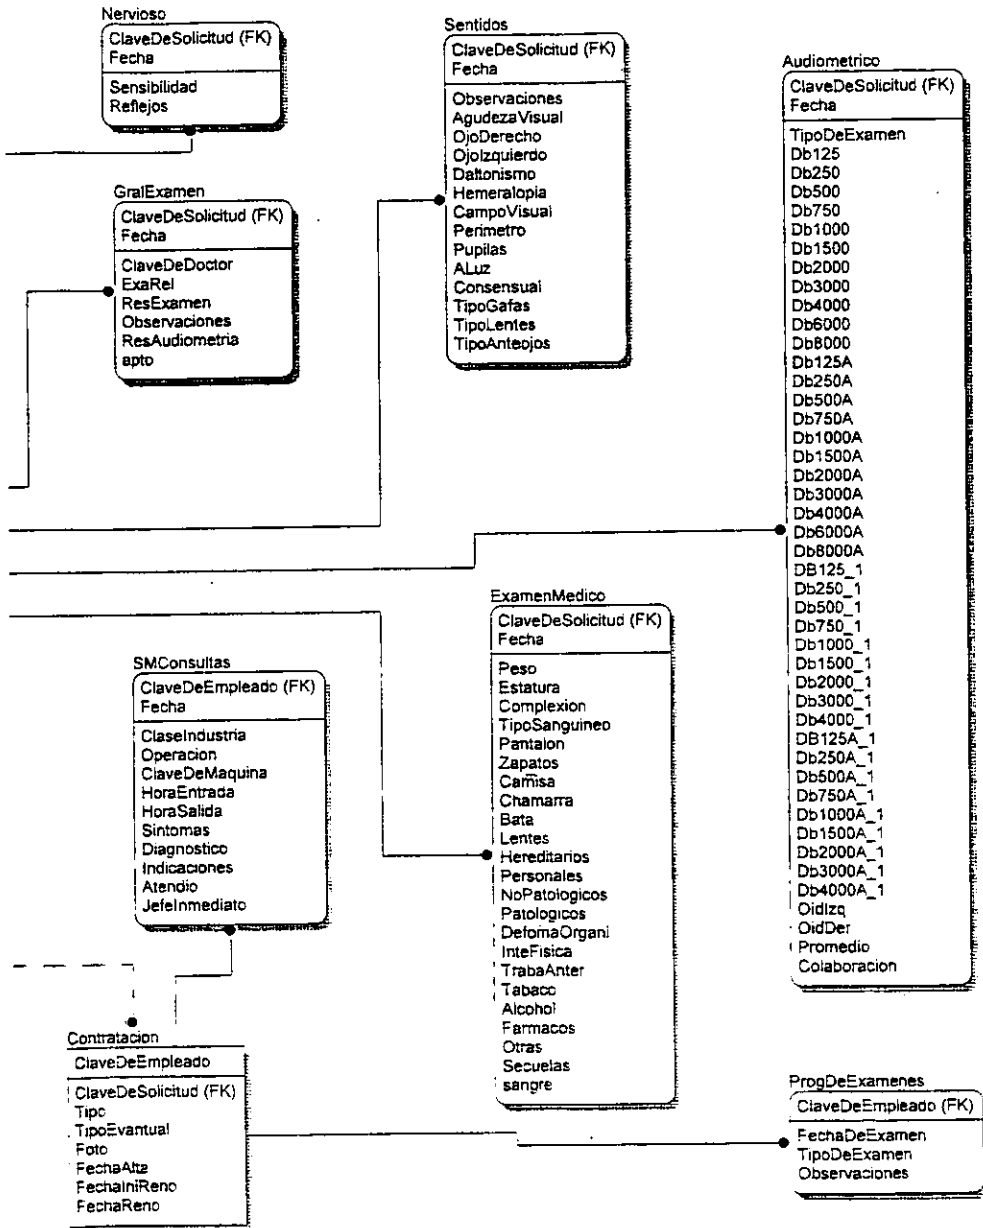 Nervioso
ClaveDeSolicitud (FK)
Fecha
Sensibilidad
Reflejos
Sentidos
ClaveDeSolicitud (FK)
Fecha
Observaciones
AgudezaVisual
OjoDerecho
OjoIzquierdo
Daltonismo
Hemeralopia
CampoVisual
Perimetro
Pupilas
ALuz
Consensual
TipoGafas
TipoLentes
TipoAnteojos
Audiometrico
ClaveDeSolicitud (FK)
Fecha
TipoDeExamen
Db125
Db250
Db500
Db750
Db1000
Db1500
Db2000
Db3000
Db4000
Db6000
Db8000
Db125A
Db250A
Db500A
Db750A
Db1000A
Db1500A
Db2000A
Db3000A
Db4000A
Db6000A
Db8000A
DB125_1
Db250_1
Db500_1
Db750_1
Db1000_1
Db1500_1
Db2000_1
Db3000_1
Db4000_1
DB125A_1
Db250A_1
Db500A_1
Db750A_1
Db1000A_1
Db1500A_1
Db2000A_1
Db3000A_1
Db4000A_1
OidIzq
OidDer
Promedio
Colaboracion
GralExamen
ClaveDeSolicitud (FK)
Fecha
ClaveDeDoctor
ExaRel
ResExamen
Observaciones
ResAudiometria
apto
ExamenMedico
ClaveDeSolicitud (FK)
Fecha
Peso
Estatura
Complexion
TipoSanguineo
Pantalon
Zapatos
Camisa
Chamarra
Bata
Lentes
Hereditarios
Personales
NoPatologicos
Patologicos
DefomaOrgani
InteFisica
TrabaAnter
Tabaco
Alcohol
Farmacos
Otras
Secuelas
sangre
SMConsultas
ClaveDeEmpleado (FK)
Fecha
ClaseIndustria
Operacion
ClaveDeMaquina
HoraEntrada
HoraSalida
Sintomas
Diagnostico
Indicaciones
Atendio
JefeInmediato
Contratacion
ClaveDeEmpleado
ClaveDeSolicitud (FK)
Tipo
TipoEvantual
Foto
FechaAlta
FechaIniReno
FechaReno
ProgDeExamenes
ClaveDeEmpleado (FK)
FechaDeExamen
TipoDeExamen
Observaciones